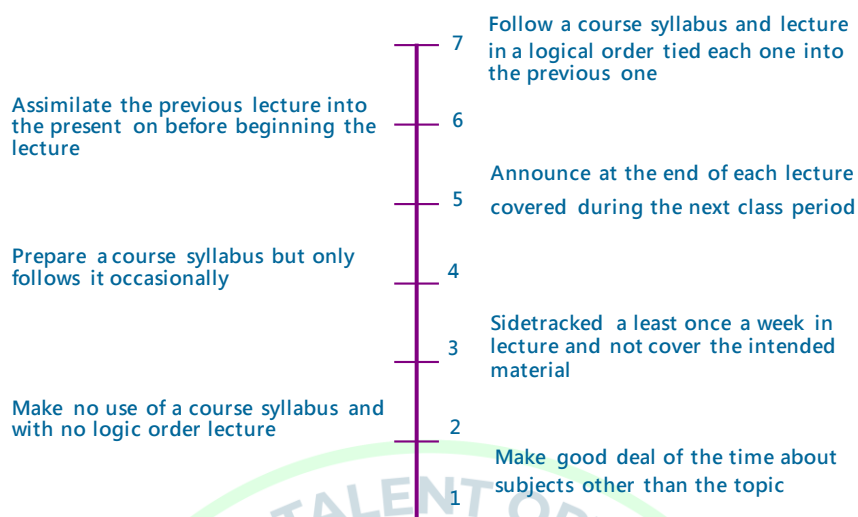 7
Follow a course syllabus and lecture
in a logical order tied each one into
the previous one
Assimilate the previous lecture into
the present on before beginning the
lecture
6
Announce at the end of each lecture
covered during the next class period
5
Prepare a course syllabus but only
follows it occasionally
4
Sidetracked a least once a week in
lecture and not cover the intended
material
3
Make no use of a course syllabus and
with no logic order lecture
2
Make good deal of the time about
subjects other than the topic
1
TALENT